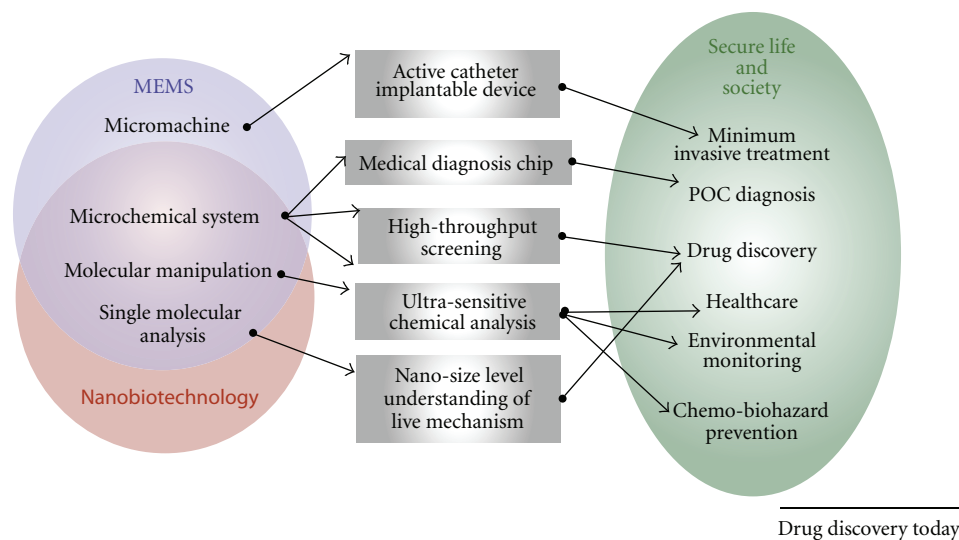 MEMS
Micromachine
Microchemical system
Molecular manipulation
Single molecular
analysis
Nanobiotechnology
Active catheter
implantable device
Medical diagnosis chip
High-throughput
screening
Ultra-sensitive
chemical analysis
Nano-size level
understanding of
live mechanism
Secure life
and
society
Minimum
invasive treatment
POC diagnosis
Drug discovery
Healthcare
Environmental
monitoring
Chemo-biohazard
prevention
Drug discovery today